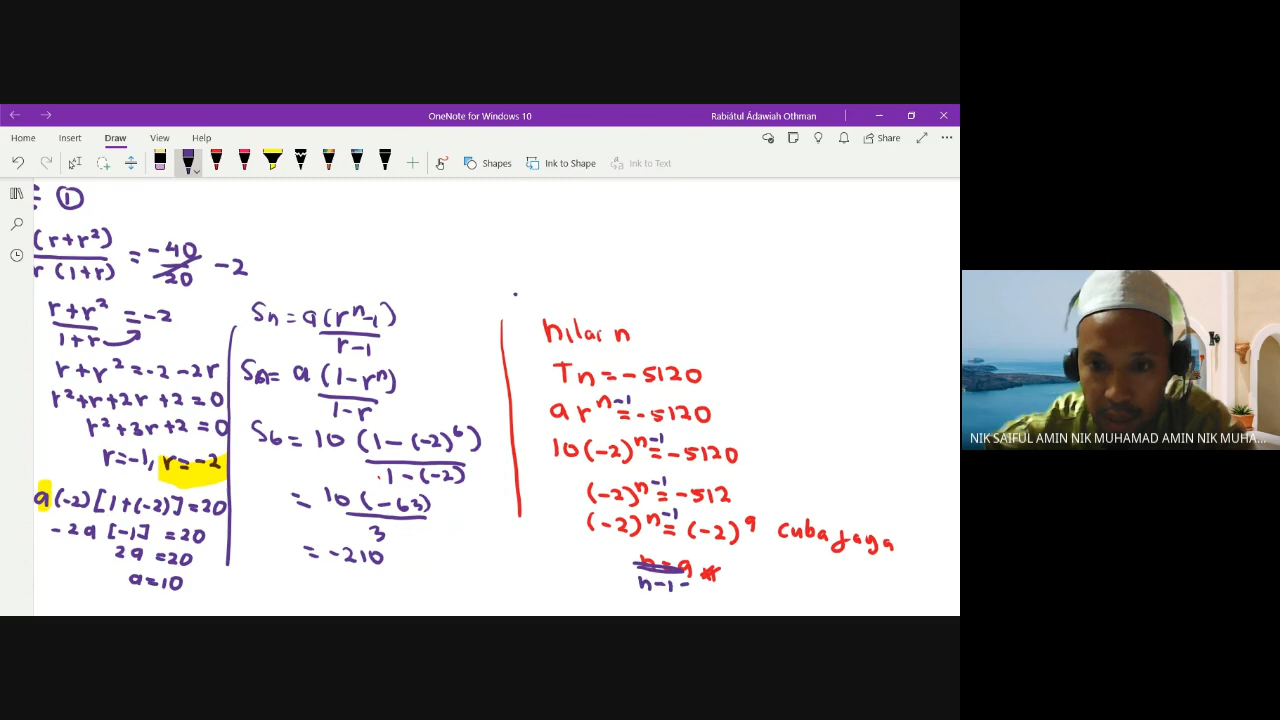 OneNote for Windows 10
Rabiátul Ádawiah Othman
Home Insert Draw View Help
Share
Shapes Ink to Shape Ink to Text
= ①
(r+r²) / r(1+r) = -40/20 -2
r+r² / 1+r = -2
r+r²=-2-2r
r²+r+2r+2=0
r²+3r+2=0
r=-1, r=-2
a(-2)[1+(-2)]=20
-2a[-1]=20
2a=20
a=10
Sn = a(rⁿ-1) / r-1
= a(1-rⁿ) / 1-r
S6 = 10(1-(-2)⁶) / 1-(-2)
= 10(-63) / 3
= -210
nilai n
Tn=-5120
arⁿ⁻¹=-5120
10(-2)ⁿ⁻¹=-5120
(-2)ⁿ⁻¹=-512
(-2)ⁿ⁻¹=(-2)⁹ cuba jaya
n=9
n-1=
NIK SAIFUL AMIN NIK MUHAMAD AMIN NIK MUHA...